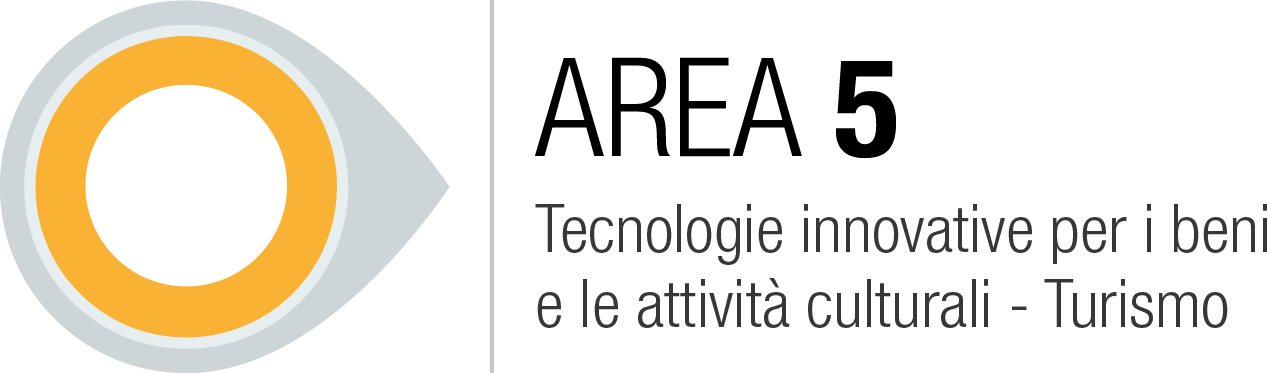 AREA 5
Tecnologie innovative per i beni
e le attività culturali - Turismo